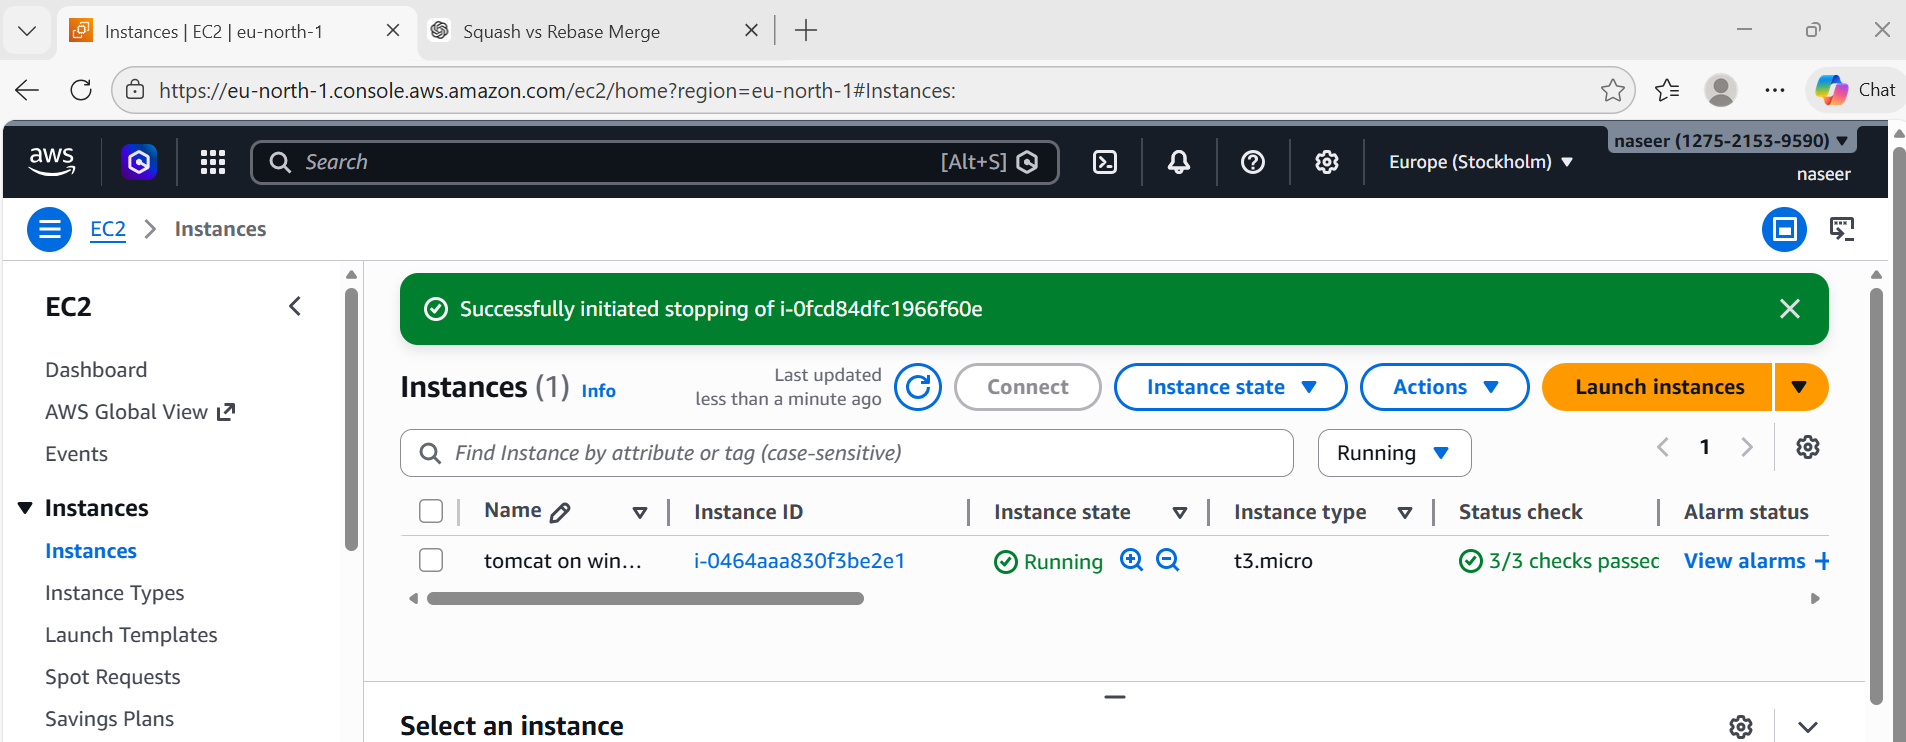 Instances | EC2 | eu-north-1
Squash vs Rebase Merge
https://eu-north-1.console.aws.amazon.com/ec2/home?region=eu-north-1#Instances:
Chat
aws
Search
[Alt+S]
Europe (Stockholm)
naseer (1275-2153-9590)
naseer
EC2
Instances
EC2
Dashboard
AWS Global View
Events
Instances
Instances
Instance Types
Launch Templates
Spot Requests
Savings Plans
Successfully initiated stopping of i-0fcd84dfc1966f60e
Instances (1) Info
Last updated
less than a minute ago
Connect
Instance state
Actions
Launch instances
Find Instance by attribute or tag (case-sensitive)
Running
1
Name Instance ID Instance state Instance type Status check Alarm status
tomcat on win... i-0464aaa830f3be2e1 Running t3.micro 3/3 checks passed View alarms +
Select an instance